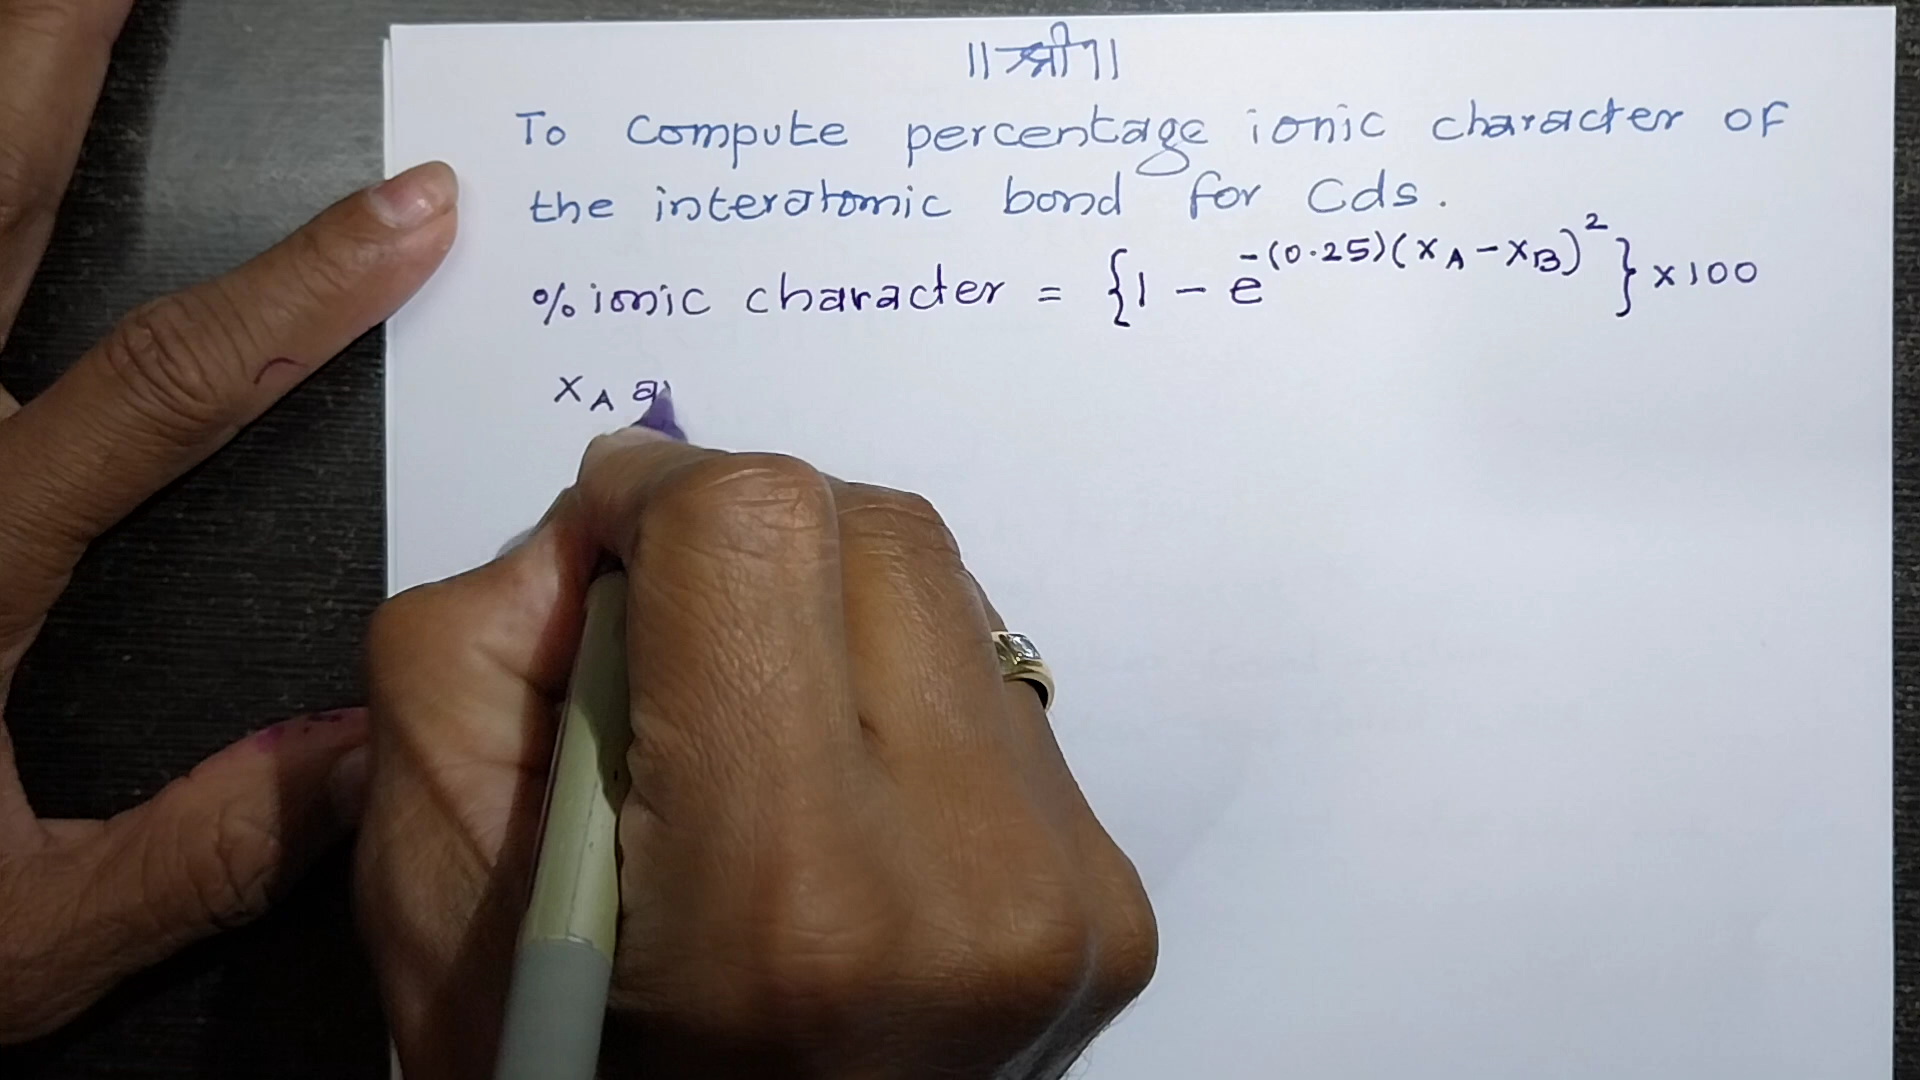 ॥श्री॥
To compute percentage ionic character of
the interatomic bond for Cds.
% ionic character = {1 - e^-(0.25)(x_A - x_B)^2} x 100
x_A a